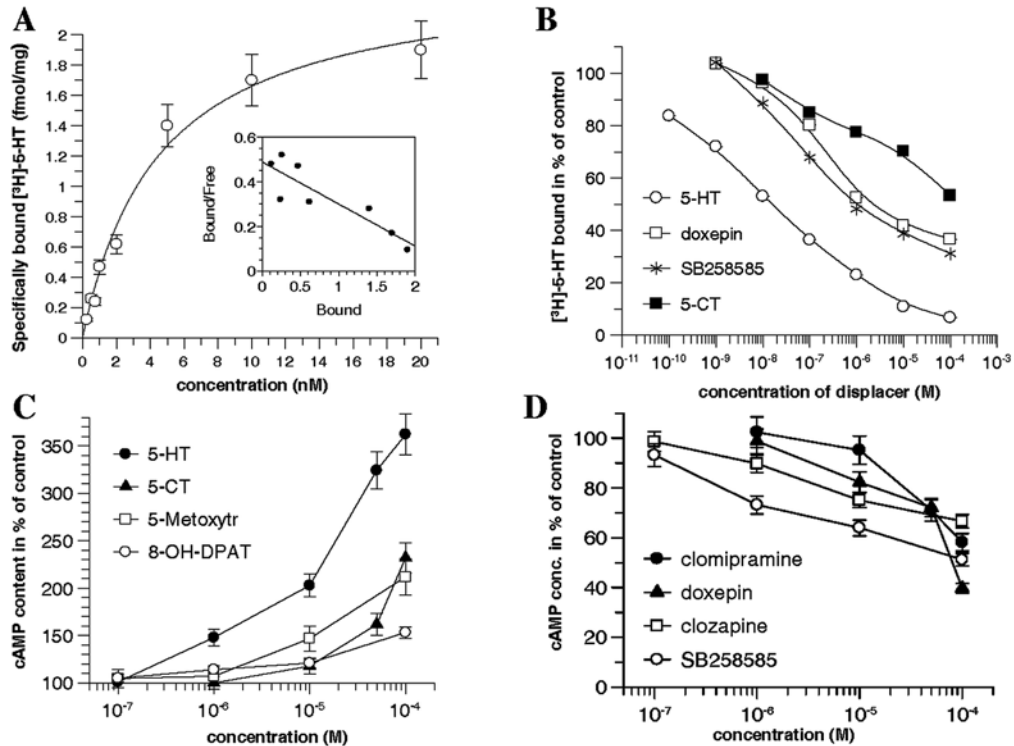 A
Specifically bound [³H]-5-HT (fmol/mg)
2
1.8
1.6
1.4
1.2
1
0.8
0.6
0.4
0.2
0
0 2 4 6 8 10 12 14 16 18 20
concentration (nM)
Bound/Free
0.6
0.4
0.2
0
0 0.5 1 1.5 2
Bound
B
[³H]-5-HT bound in % of control
100
80
60
40
20
0
5-HT
doxepin
SB258585
5-CT
10⁻¹¹ 10⁻¹⁰ 10⁻⁹ 10⁻⁸ 10⁻⁷ 10⁻⁶ 10⁻⁵ 10⁻⁴ 10⁻³
concentration of displacer (M)
C
cAMP content in % of control
350
300
250
200
150
100
5-HT
5-CT
5-Metoxytr
8-OH-DPAT
10⁻⁷ 10⁻⁶ 10⁻⁵ 10⁻⁴
concentration (M)
D
cAMP conc. in % of control
100
80
60
40
20
0
clomipramine
doxepin
clozapine
SB258585
10⁻⁷ 10⁻⁶ 10⁻⁵ 10⁻⁴
concentration (M)